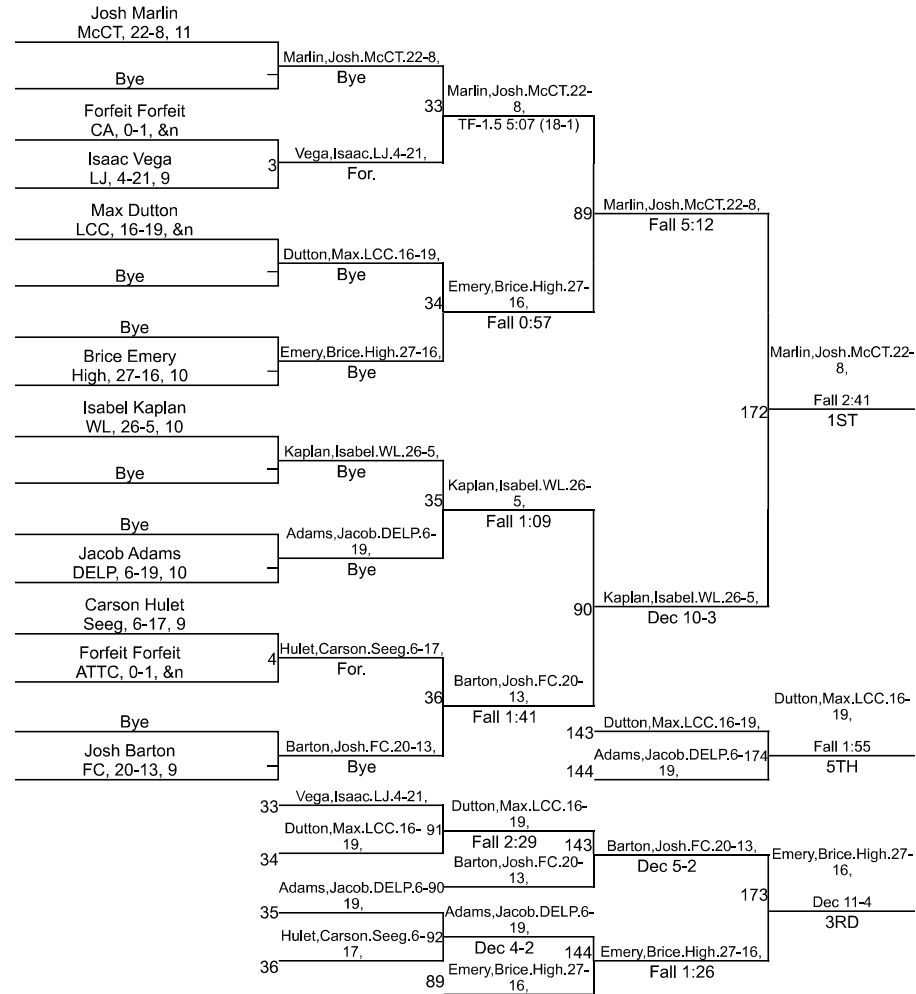 Josh Marlin
McCT, 22-8, 11
Marlin,Josh.McCT.22-8,
Bye
Bye
33
Marlin,Josh.McCT.22-
8,
TF-1.5 5:07 (18-1)
Forfeit Forfeit
CA, 0-1, &n
3
Vega,Isaac.LJ.4-21,
For.
Isaac Vega
LJ, 4-21, 9
89
Marlin,Josh.McCT.22-8,
Fall 5:12
Max Dutton
LCC, 16-19, &n
Dutton,Max.LCC.16-19,
Bye
Bye
34
Emery,Brice.High.27-
16,
Fall 0:57
Bye
Emery,Brice.High.27-16,
Bye
Brice Emery
High, 27-16, 10
172
Marlin,Josh.McCT.22-
8,
Fall 2:41
1ST
Isabel Kaplan
WL, 26-5, 10
Kaplan,Isabel.WL.26-5,
Bye
Bye
35
Kaplan,Isabel.WL.26-
5,
Fall 1:09
Bye
Adams,Jacob.DELP.6-
19,
Bye
Jacob Adams
DELP, 6-19, 10
90
Kaplan,Isabel.WL.26-5,
Dec 10-3
Carson Hulet
Seeg, 6-17, 9
4
Hulet,Carson.Seeg.6-17,
For.
Forfeit Forfeit
ATTC, 0-1, &n
36
Barton,Josh.FC.20-
13,
Fall 1:41
Bye
Barton,Josh.FC.20-13,
Bye
Josh Barton
FC, 20-13, 9
143
Dutton,Max.LCC.16-19,
144
Adams,Jacob.DELP.6-
19,
174
Dutton,Max.LCC.16-
19,
Fall 1:55
5TH
33
Vega,Isaac.LJ.4-21,
34
Dutton,Max.LCC.16-
19,
91
Dutton,Max.LCC.16-
19,
Fall 2:29
90
Barton,Josh.FC.20-
13,
143
Barton,Josh.FC.20-13,
Dec 5-2
35
Adams,Jacob.DELP.6-
19,
36
Hulet,Carson.Seeg.6-
17,
92
Adams,Jacob.DELP.6-
19,
Dec 4-2
89
Emery,Brice.High.27-
16,
144
Emery,Brice.High.27-16,
Fall 1:26
173
Emery,Brice.High.27-
16,
Dec 11-4
3RD